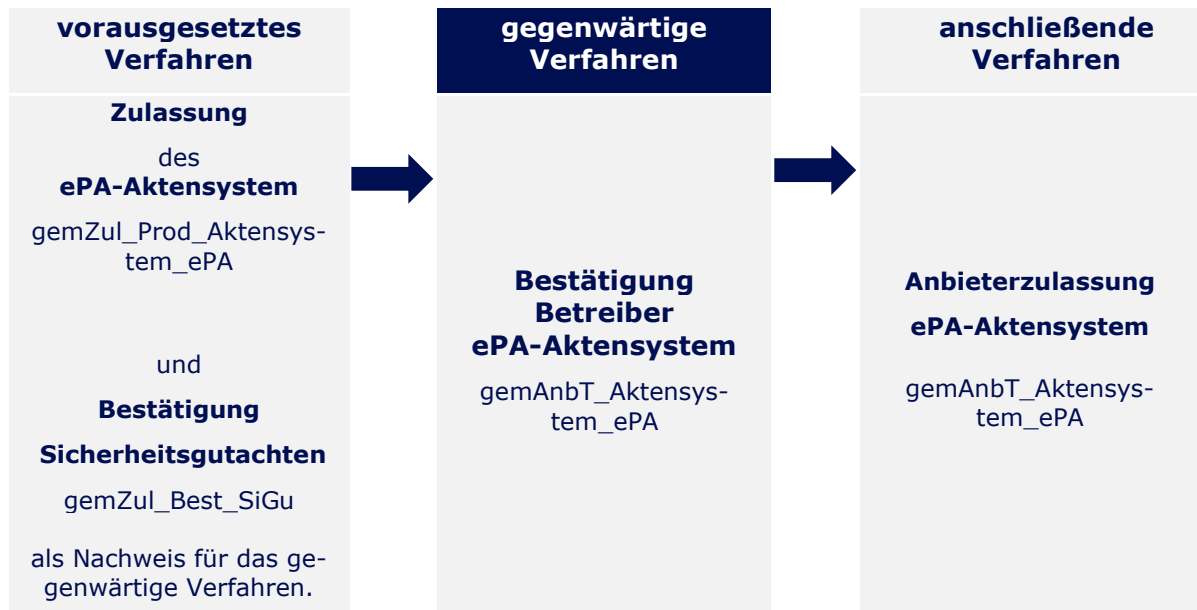 vorausgesetztes
Verfahren
Zulassung
des
ePA-Aktensystem
gemZul_Prod_Aktensys-
tem_ePA
und
Bestätigung
Sicherheitsgutachten
gemZul_Best_SiGu
als Nachweis für das ge-
genwärtige Verfahren.
gegenwärtige
Verfahren
Bestätigung
Betreiber
ePA-Aktensystem
gemAnbT_Aktensys-
tem_ePA
anschließende
Verfahren
Anbieterzulassung
ePA-Aktensystem
gemAnbT_Aktensys-
tem_ePA